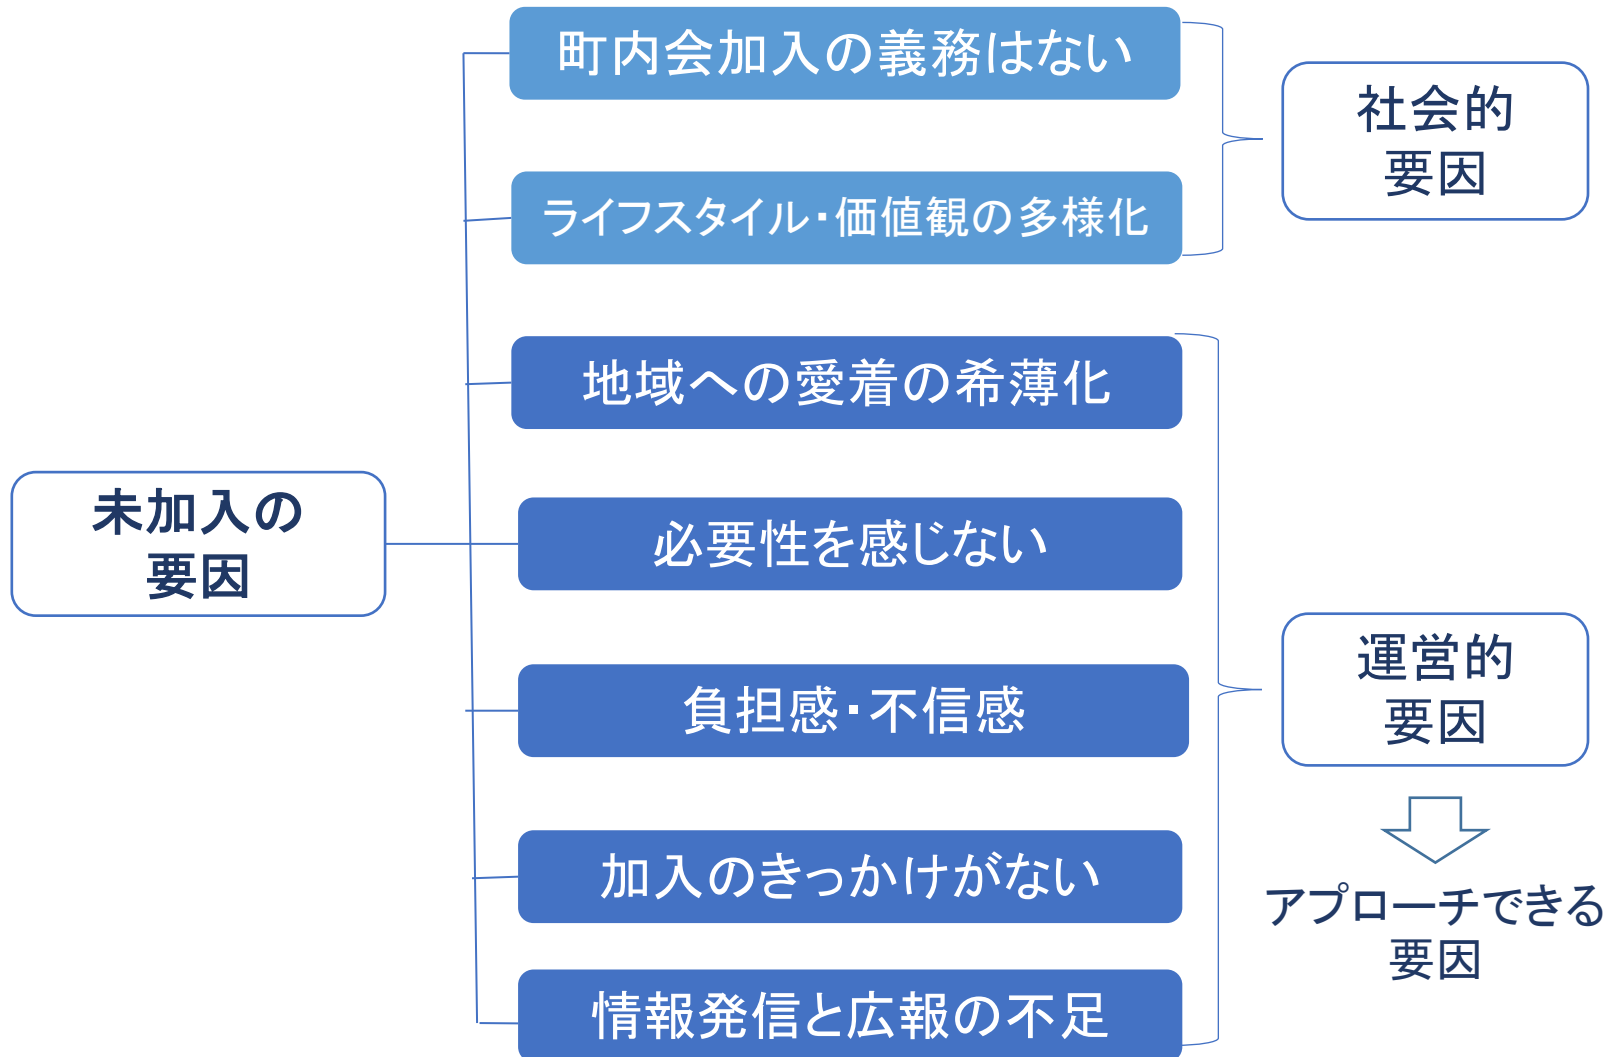 町内会加入の義務はない
ライフスタイル・価値観の多様化
社会的
要因
地域への愛着の希薄化
未加入の
要因
必要性を感じない
負担感・不信感
運営的
要因
加入のきっかけがない
アプローチできる
要因
情報発信と広報の不足